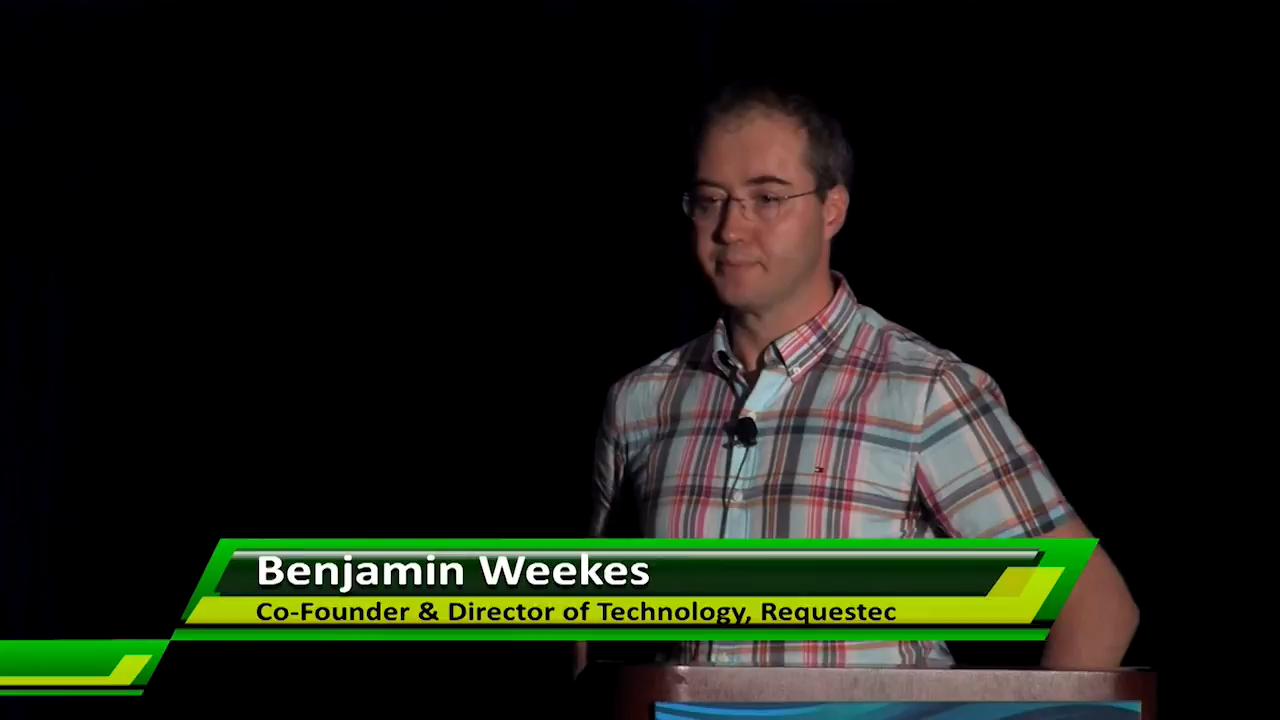 Benjamin Weekes
Co-Founder & Director of Technology, Requestec